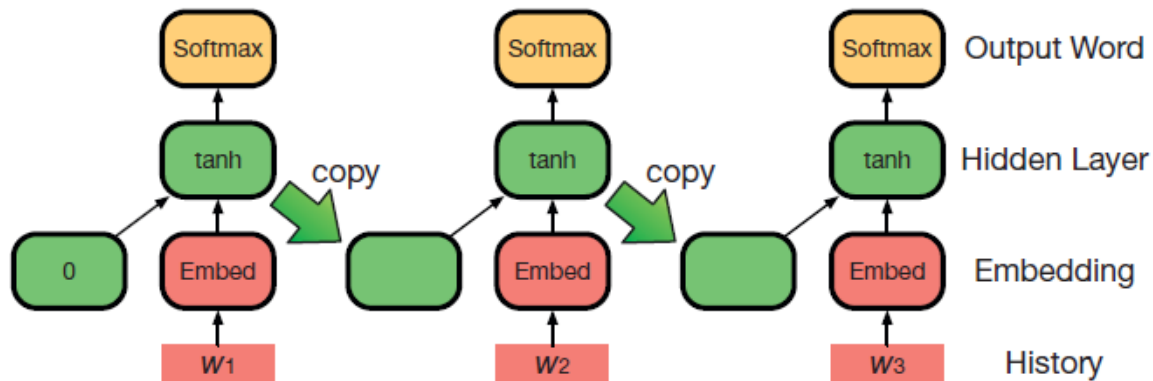 Softmax Softmax Softmax Output Word
tanh tanh tanh Hidden Layer
copy copy
0 Embed Embed Embed Embedding
w1 w2 w3 History